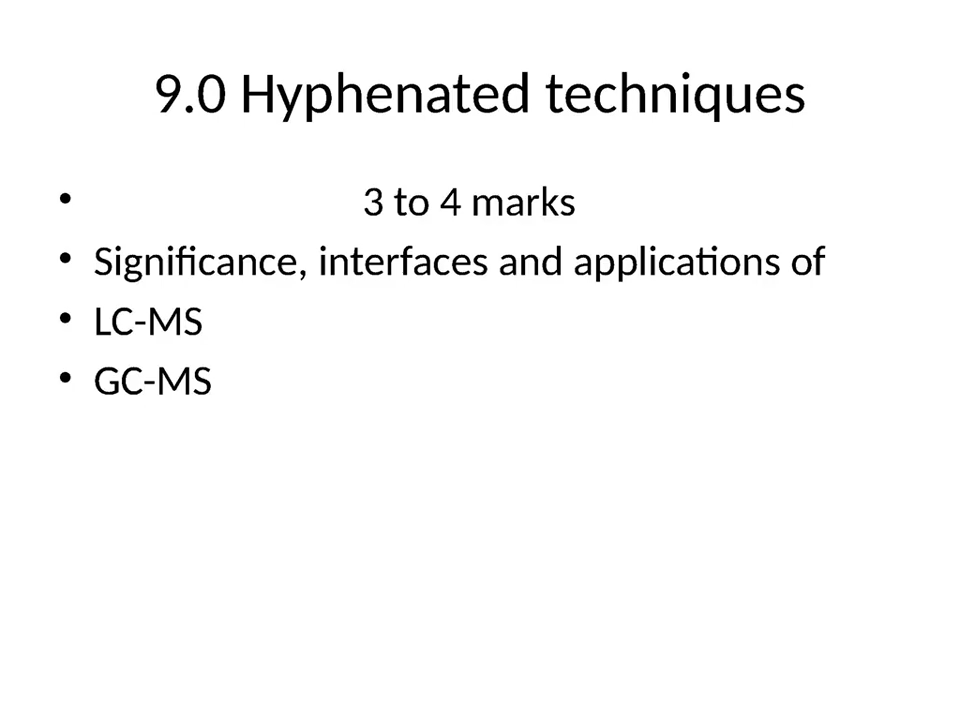 9.0 Hyphenated techniques
• 3 to 4 marks
• Significance, interfaces and applications of
• LC-MS
• GC-MS